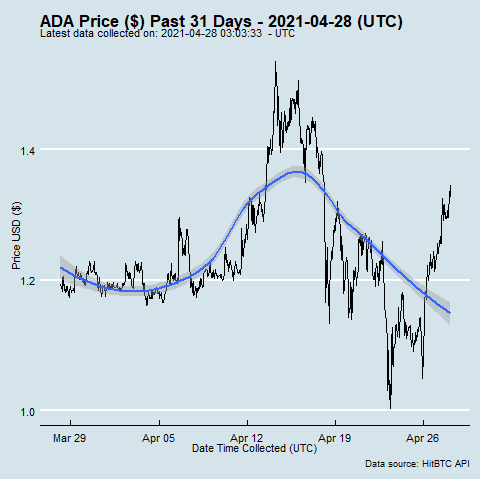 ADA Price ($) Past 31 Days - 2021-04-28 (UTC)
Latest data collected on: 2021-04-28 03:03:33 - UTC
Price USD ($)
1.4
1.2
1.0
Mar 29 Apr 05 Apr 12 Apr 19 Apr 26
Date Time Collected (UTC)
Data source: HitBTC API